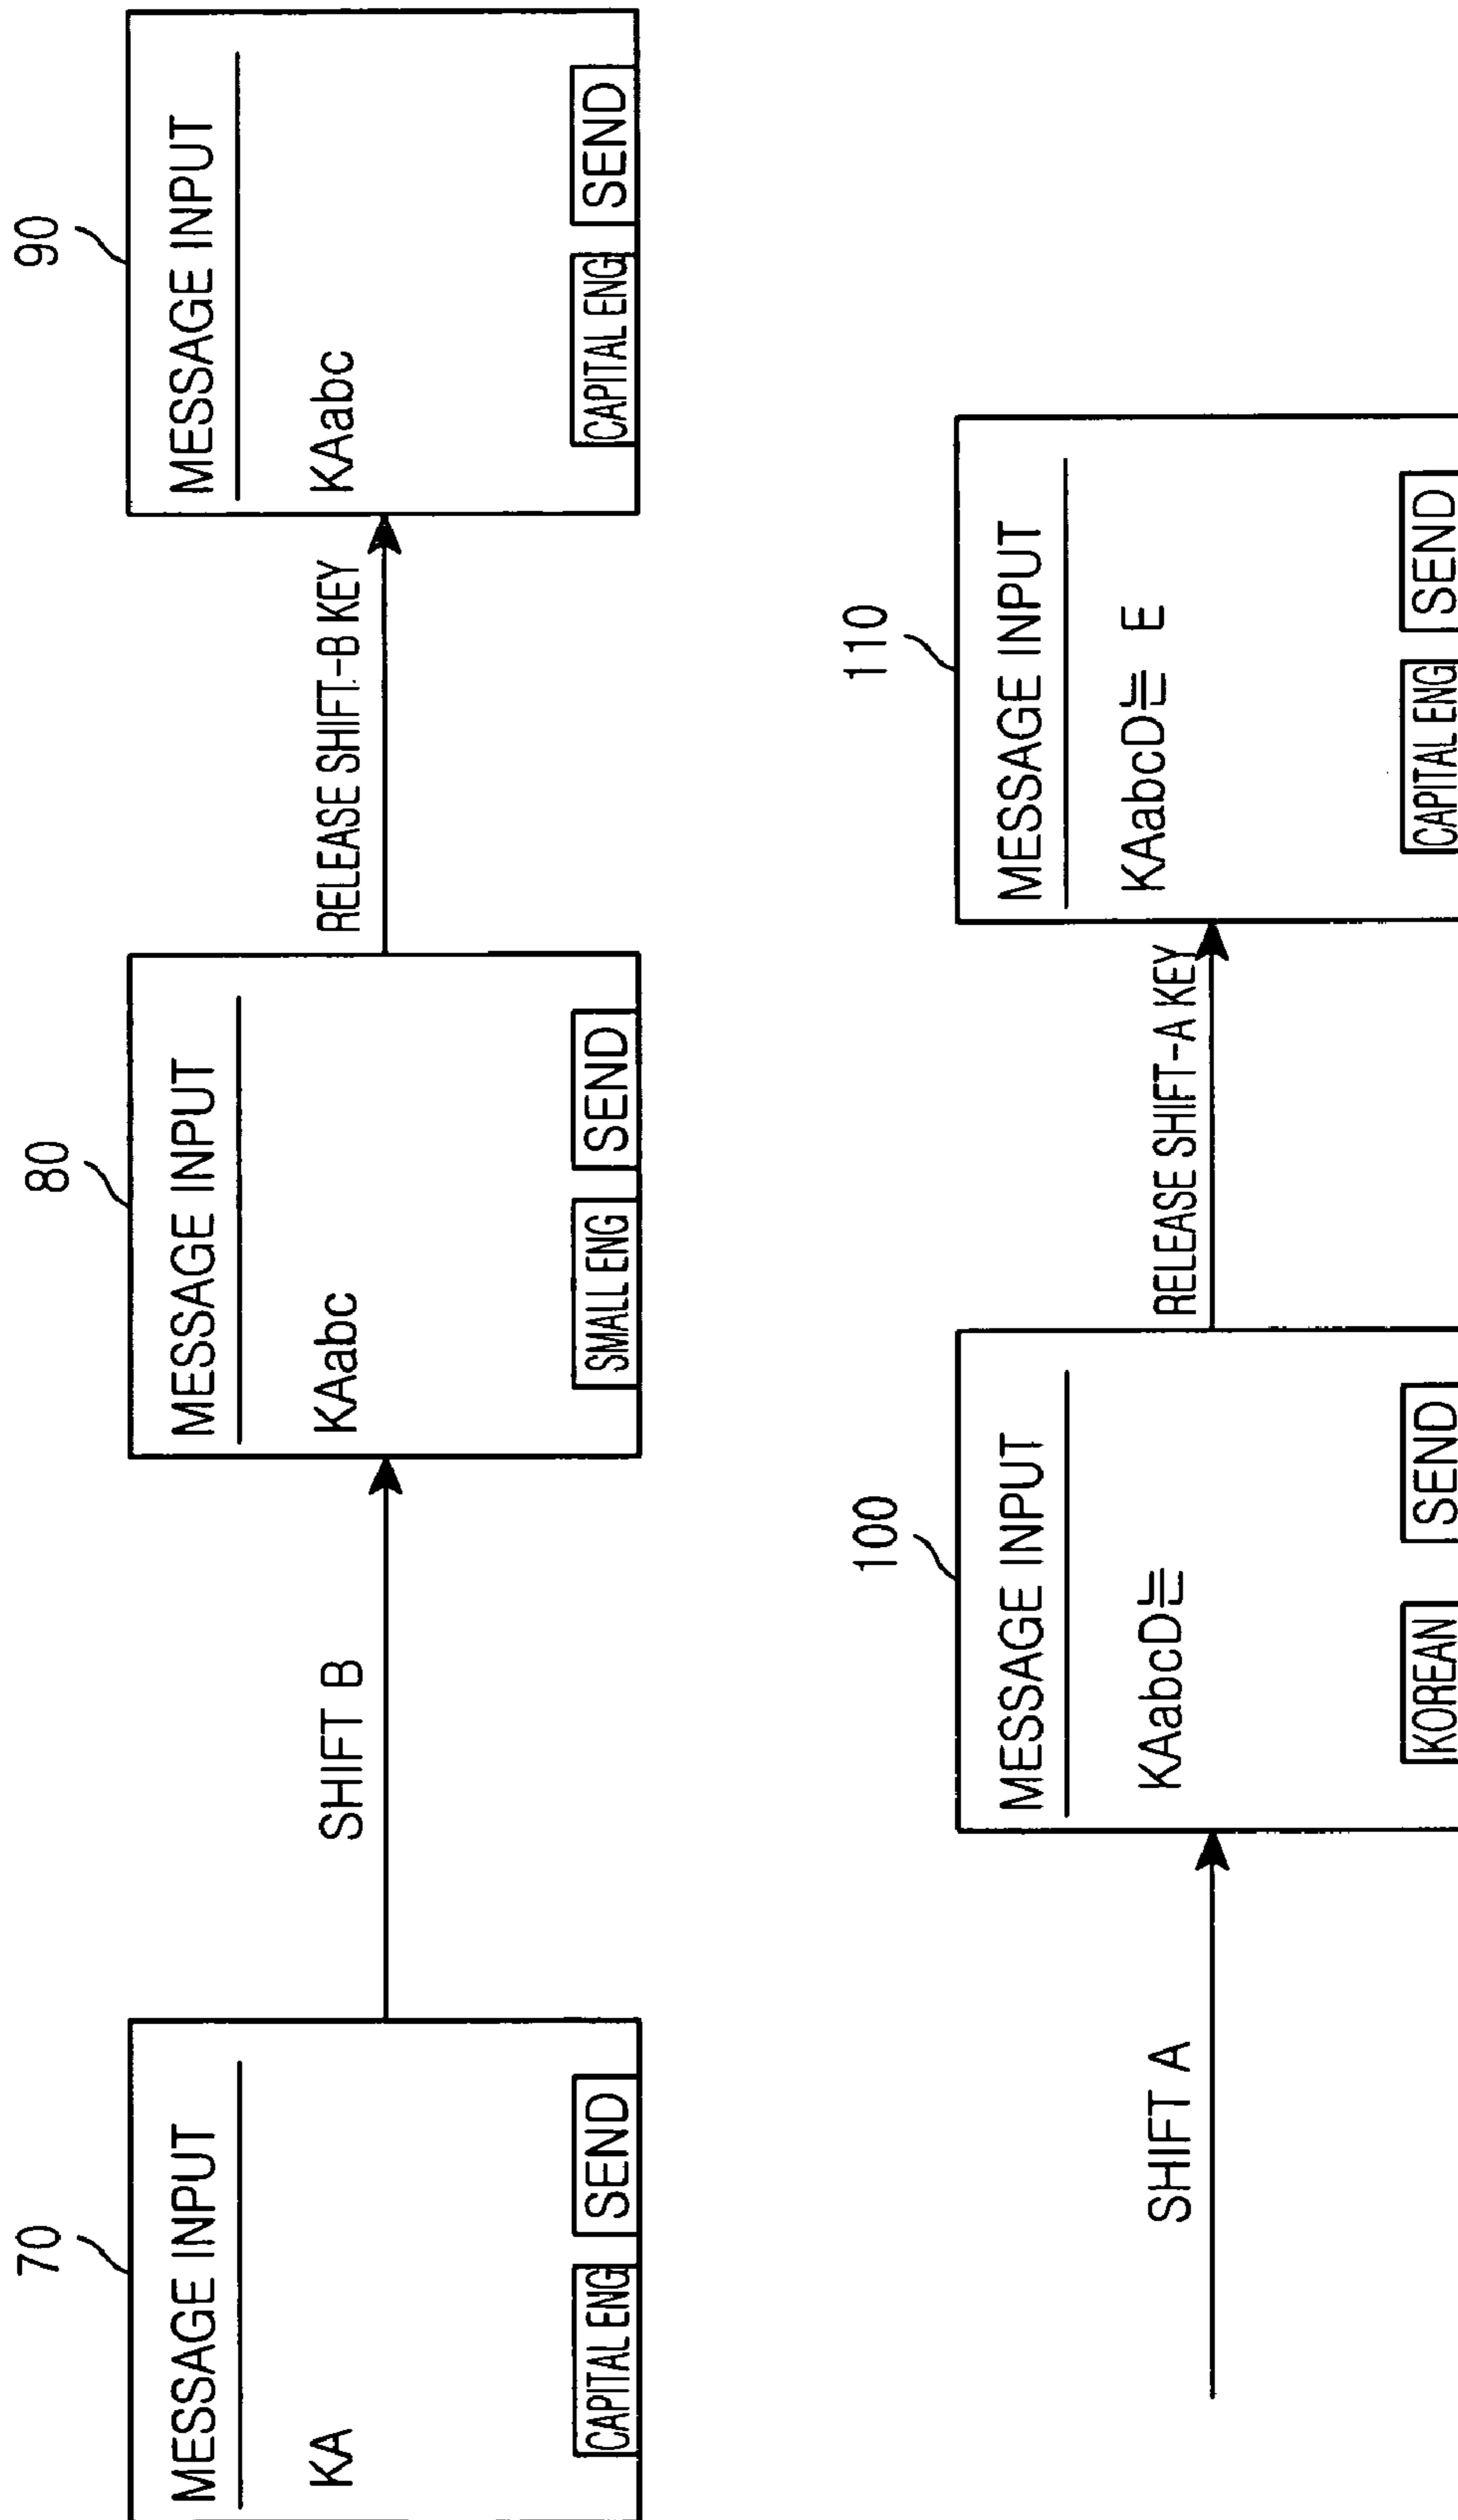 70
MESSAGE INPUT
KA
CAPITAL ENG
SEND
SHIFT B
80
MESSAGE INPUT
KAabc
SMALL ENG
SEND
RELEASE SHIFT-B KEY
90
MESSAGE INPUT
KAabc
CAPITAL ENG
SEND
SHIFT A
100
MESSAGE INPUT
KAabcD는
KOREAN
SEND
RELEASE SHIFT-A KEY
110
MESSAGE INPUT
KAabcD는 E
CAPITAL ENG
SEND